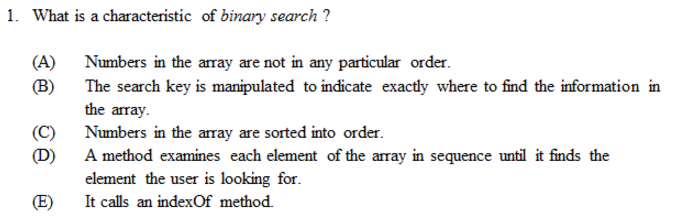 1. What is a characteristic of binary search ?
(A) Numbers in the array are not in any particular order.
(B) The search key is manipulated to indicate exactly where to find the information in
the array.
(C) Numbers in the array are sorted into order.
(D) A method examines each element of the array in sequence until it finds the
element the user is looking for.
(E) It calls an indexOf method.